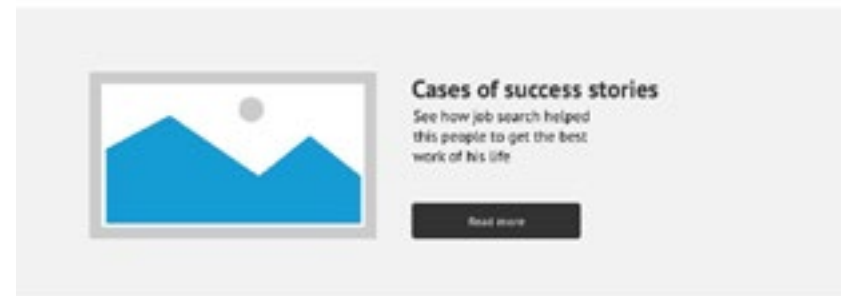 Cases of success stories
See how job search helped
this people to get the best
work of his life
Read more